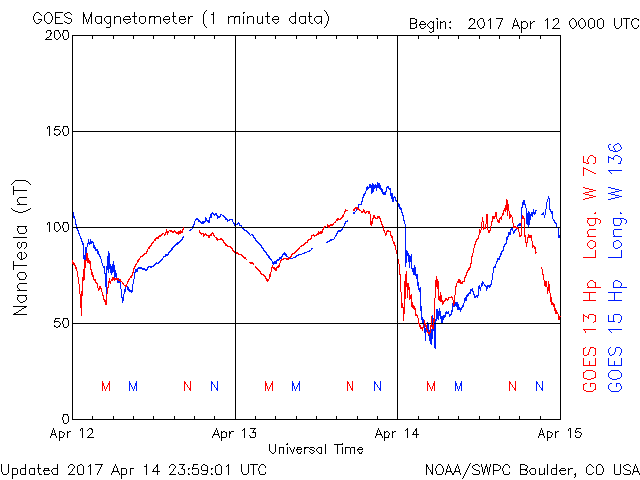 GOES Magnetometer (1 minute data)
Begin: 2017 Apr 12 0000 UTC
200
150
100
50
0
NanoTesla (nT)
M M N N M M N N M M N N
Apr 12 Apr 13 Apr 14 Apr 15
Universal Time
GOES 13 Hp Long. W 75
GOES 15 Hp Long. W 136
Updated 2017 Apr 14 23:59:01 UTC
NOAA/SWPC Boulder, CO USA